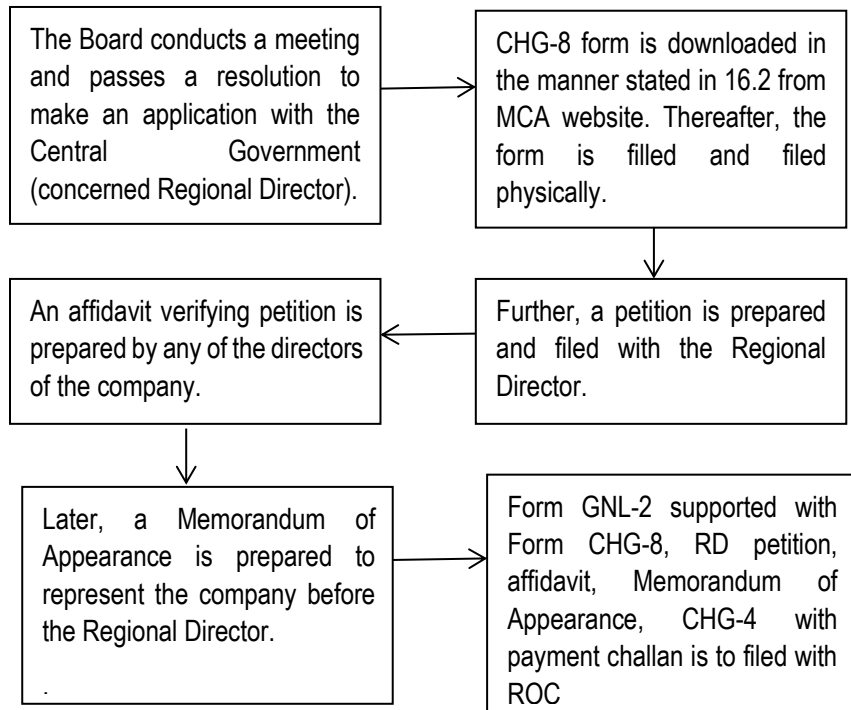 The Board conducts a meeting
and passes a resolution to
make an application with the
Central Government
(concerned Regional Director).
CHG-8 form is downloaded in
the manner stated in 16.2 from
MCA website. Thereafter, the
form is filled and filed
physically.
Further, a petition is prepared
and filed with the Regional
Director.
An affidavit verifying petition is
prepared by any of the directors
of the company.
Later, a Memorandum of
Appearance is prepared to
represent the company before
the Regional Director.
.
Form GNL-2 supported with
Form CHG-8, RD petition,
affidavit, Memorandum of
Appearance, CHG-4 with
payment challan is to filed with
ROC